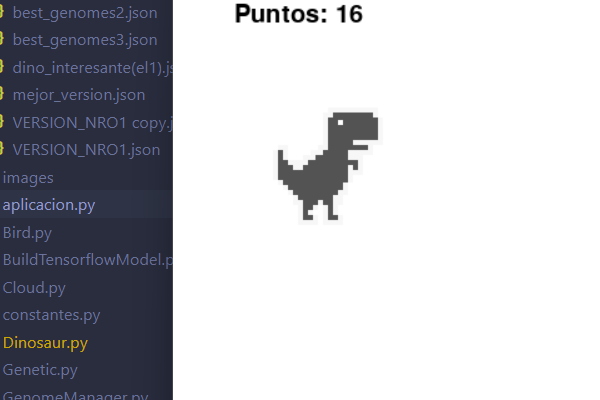 best_genomes2.json
best_genomes3.json
dino_interesante(el1).js
mejor_version.json
VERSION_NRO1 copy.j
VERSION_NRO1.json
images
aplicacion.py
Bird.py
BuildTensorflowModel.p
Cloud.py
constantes.py
Dinosaur.py
Genetic.py
GenomeManager.py
Puntos: 16